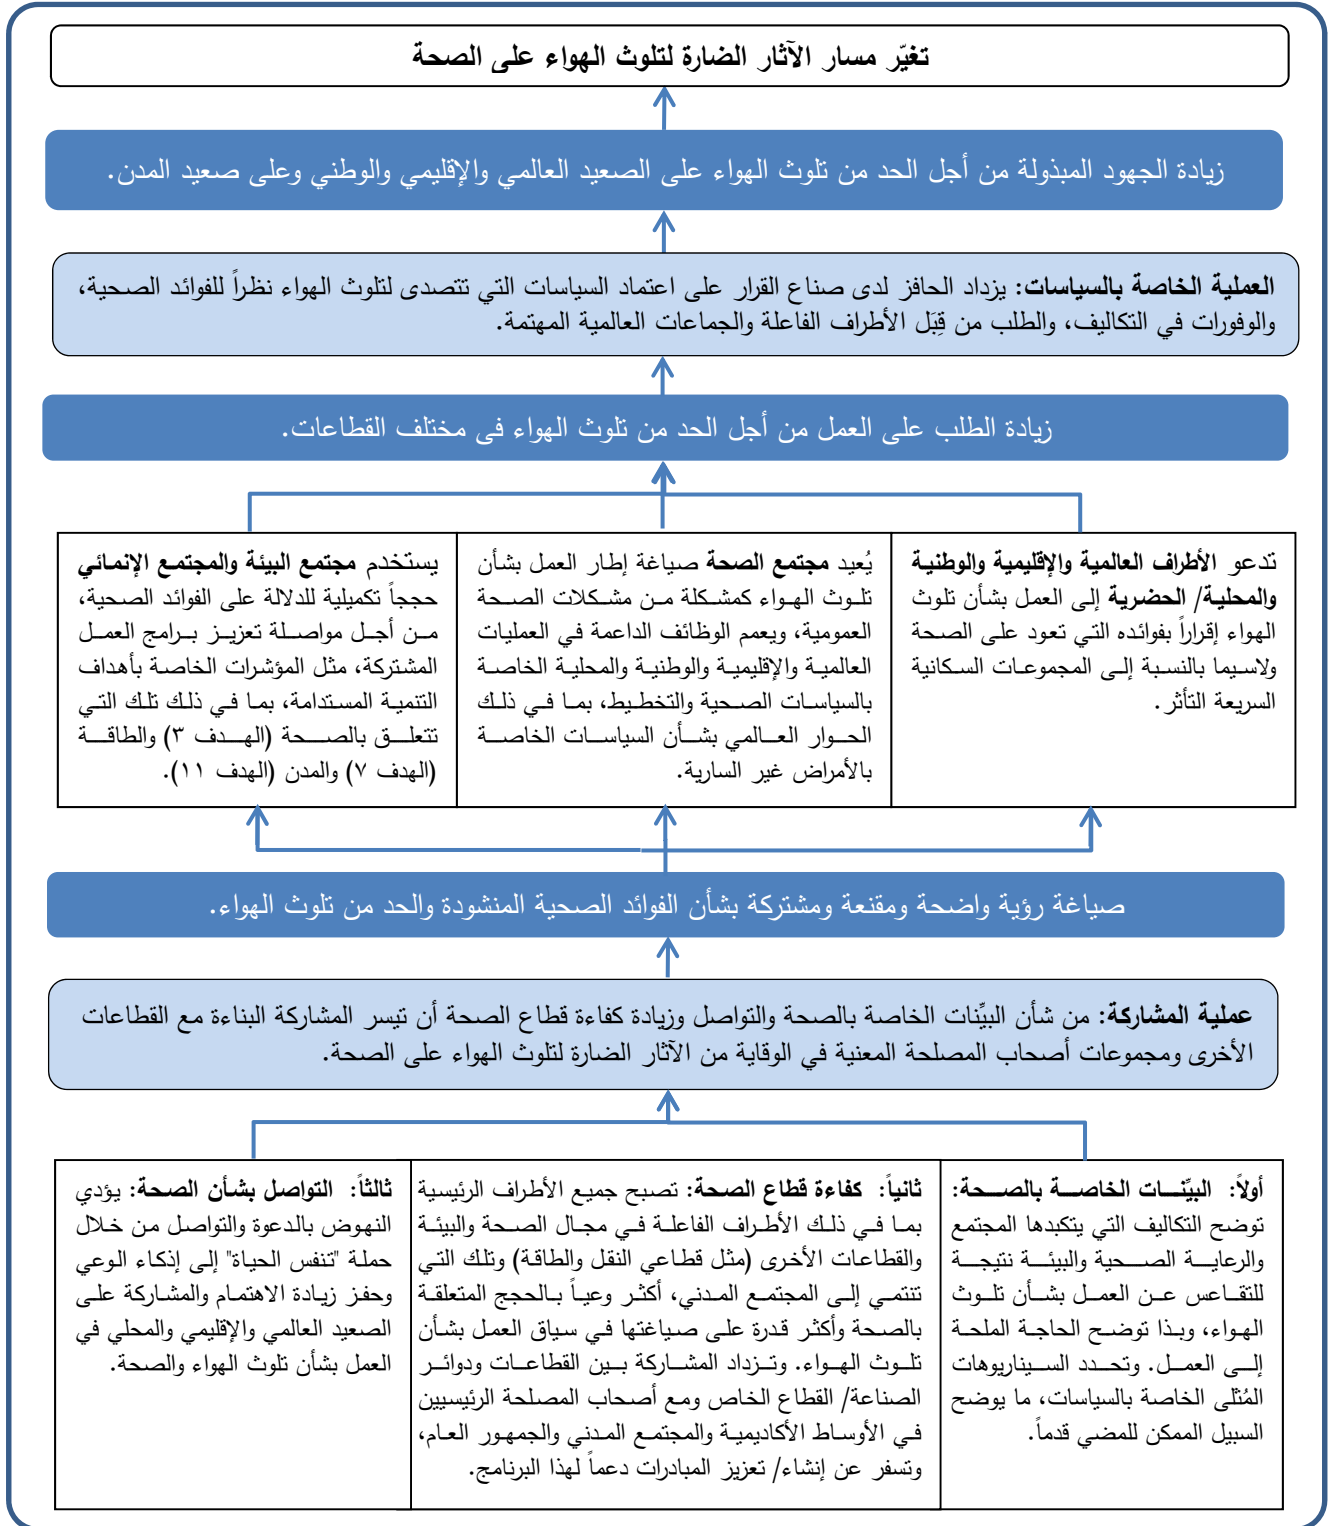 تغيّر مسار الآثار الضارة لتلوث الهواء على الصحة
زيادة الجهود المبذولة من أجل الحد من تلوث الهواء على الصعيد العالمي والإقليمي والوطني وعلى صعيد المدن.
العملية الخاصة بالسياسات: يزداد الحافز لدى صناع القرار على اعتماد السياسات التي تتصدى لتلوث الهواء نظراً للفوائد الصحية،
والوفورات في التكاليف، والطلب من قِبَل الأطراف الفاعلة والجماعات العالمية المهتمة.
زيادة الطلب على العمل من أجل الحد من تلوث الهواء فى مختلف القطاعات.
تدعو الأطراف العالمية والإقليمية والوطنية
والمحلية/ الحضرية إلى العمل بشأن تلوث
الهواء إقراراً بفوائده التي تعود على الصحة
ولاسيما بالنسبة إلى المجموعات السكانية
السريعة التأثر.
يُعيد مجتمع الصحة صياغة إطار العمل بشأن
تلوث الهواء كمشكلة من مشكلات الصحة
العمومية، ويعمم الوظائف الداعمة في العمليات
العالمية والإقليمية والوطنية والمحلية الخاصة
بالسياسات الصحية والتخطيط، بما في ذلك
الحوار العالمي بشأن السياسات الخاصة
بالأمراض غير السارية.
يستخدم مجتمع البيئة والمجتمع الإنمائي
حججاً تكميلية للدلالة على الفوائد الصحية،
من أجل مواصلة تعزيز برامج العمل
المشتركة، مثل المؤشرات الخاصة بأهداف
التنمية المستدامة، بما في ذلك تلك التي
تتعلق بالصحة (الهدف ٣) والطاقة
(الهدف ٧) والمدن (الهدف ١١).
صياغة رؤية واضحة ومقنعة ومشتركة بشأن الفوائد الصحية المنشودة والحد من تلوث الهواء.
عملية المشاركة: من شأن البيِّنات الخاصة بالصحة والتواصل وزيادة كفاءة قطاع الصحة أن تيسر المشاركة البناءة مع القطاعات
الأخرى ومجموعات أصحاب المصلحة المعنية في الوقاية من الآثار الضارة لتلوث الهواء على الصحة.
أولاً: البيِّنات الخاصة بالصحة:
توضح التكاليف التي يتكبدها المجتمع
والرعاية الصحية والبيئة نتيجة
للتقاعس عن العمل بشأن تلوث
الهواء، وبذا توضح الحاجة الملحة
إلى العمل. وتحدد السيناريوهات
المُثلى الخاصة بالسياسات، ما يوضح
السبيل الممكن للمضي قدماً.
ثانياً: كفاءة قطاع الصحة: تصبح جميع الأطراف الرئيسية
بما في ذلك الأطراف الفاعلة في مجال الصحة والبيئة
والقطاعات الأخرى (مثل قطاعي النقل والطاقة) وتلك التي
تنتمي إلى المجتمع المدني، أكثر وعياً بالحجج المتعلقة
بالصحة وأكثر قدرة على صياغتها في سياق العمل بشأن
تلوث الهواء. وتزداد المشاركة بين القطاعات ودوائر
الصناعة/ القطاع الخاص ومع أصحاب المصلحة الرئيسيين
في الأوساط الأكاديمية والمجتمع المدني والجمهور العام،
وتسفر عن إنشاء/ تعزيز المبادرات دعماً لهذا البرنامج.
ثالثاً: التواصل بشأن الصحة: يؤدي
النهوض بالدعوة والتواصل من خلال
حملة "تنفس الحياة" إلى إذكاء الوعي
وحفز زيادة الاهتمام والمشاركة على
الصعيد العالمي والإقليمي والمحلي في
العمل بشأن تلوث الهواء والصحة.